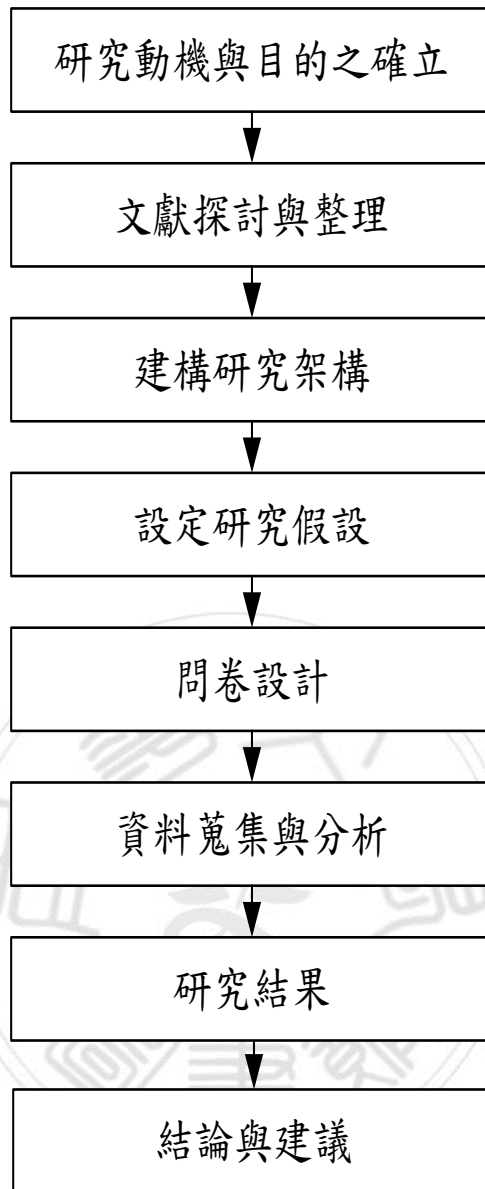 研究動機與目的之確立
文獻探討與整理
建構研究架構
設定研究假設
問卷設計
資料蒐集與分析
研究結果
結論與建議